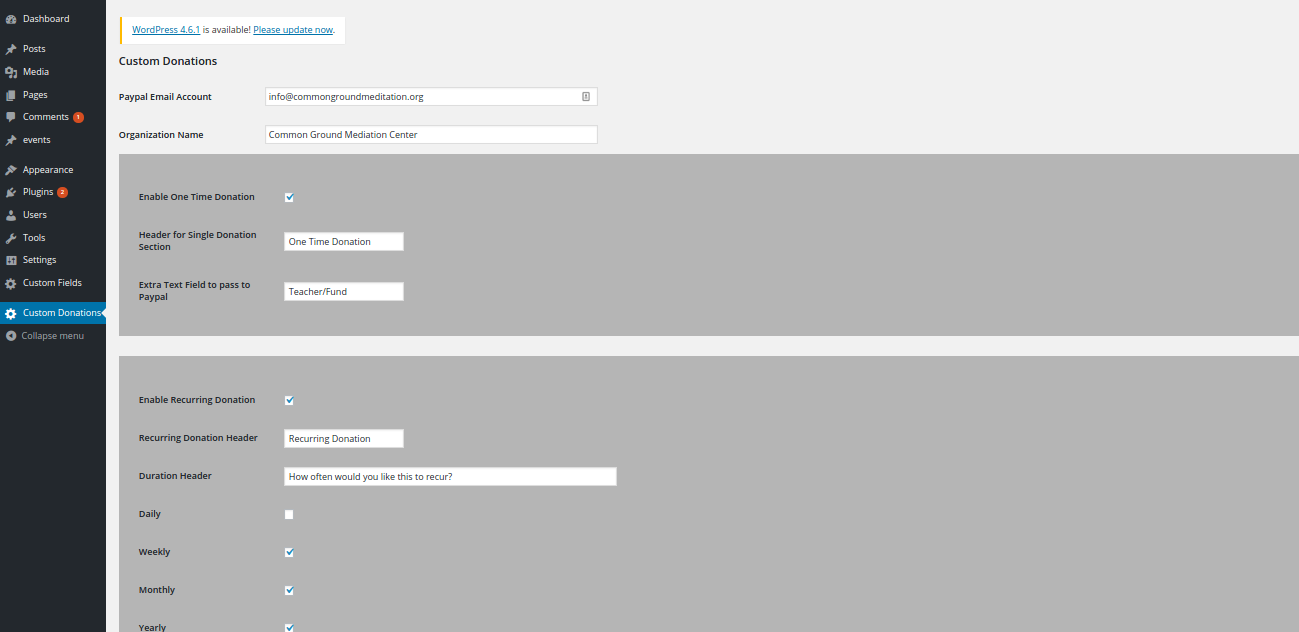 Dashboard
Posts
Media
Pages
Comments 1
events
Appearance
Plugins 2
Users
Tools
Settings
Custom Fields
Custom Donations
Collapse menu
WordPress 4.6.1 is available! Please update now.
Custom Donations
Paypal Email Account info@commongroundmeditation.org
Organization Name Common Ground Mediation Center
Enable One Time Donation
Header for Single Donation
Section
One Time Donation
Extra Text Field to pass to
Paypal
Teacher/Fund
Enable Recurring Donation
Recurring Donation Header Recurring Donation
Duration Header How often would you like this to recur?
Daily
Weekly
Monthly
Yearly